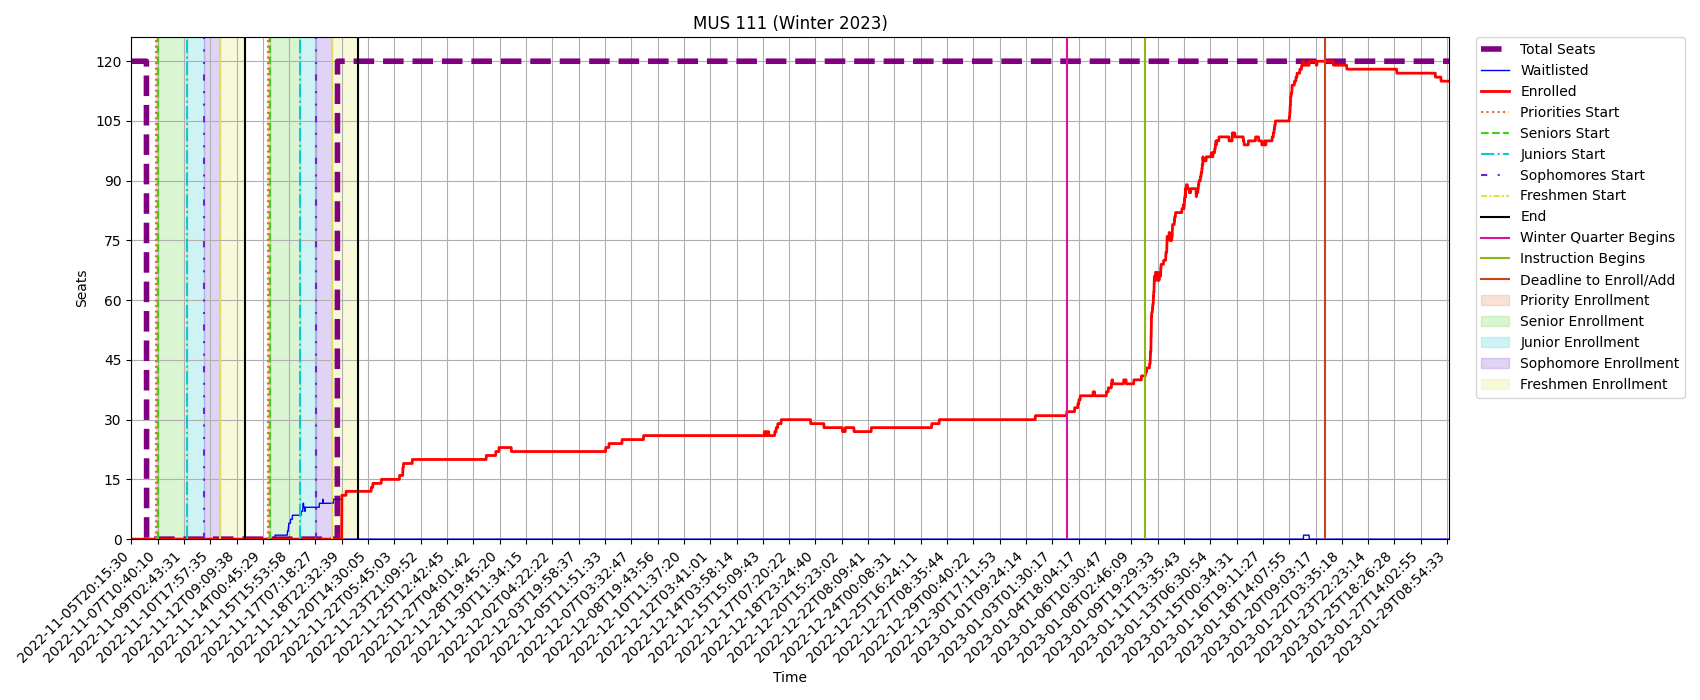 MUS 111 (Winter 2023)
Seats
120
105
90
75
60
45
30
15
0
2022-11-05T20:15:30
2022-11-07T10:40:10
2022-11-09T02:43:31
2022-11-10T17:57:35
2022-11-12T09:09:38
2022-11-14T00:45:29
2022-11-15T15:53:58
2022-11-17T07:18:27
2022-11-18T22:32:39
2022-11-20T14:30:05
2022-11-22T05:45:03
2022-11-23T21:09:52
2022-11-25T12:42:45
2022-11-27T04:01:42
2022-11-28T19:45:20
2022-11-30T11:34:15
2022-12-02T04:22:22
2022-12-03T19:58:37
2022-12-05T11:51:33
2022-12-07T03:32:47
2022-12-08T19:43:56
2022-12-10T11:37:20
2022-12-12T03:41:01
2022-12-14T03:58:14
2022-12-15T15:09:43
2022-12-17T07:20:22
2022-12-18T23:24:40
2022-12-20T15:23:02
2022-12-22T08:09:41
2022-12-24T00:08:31
2022-12-25T16:24:11
2022-12-27T08:35:44
2022-12-29T00:40:22
2022-12-30T17:11:53
2023-01-01T09:24:14
2023-01-03T01:30:17
2023-01-04T18:04:17
2023-01-06T10:30:47
2023-01-08T02:46:09
2023-01-09T19:29:33
2023-01-11T11:35:43
2023-01-13T06:30:54
2023-01-15T00:34:31
2023-01-16T19:11:27
2023-01-18T14:07:55
2023-01-20T09:03:17
2023-01-22T03:35:18
2023-01-23T22:23:14
2023-01-25T18:26:28
2023-01-27T14:02:55
2023-01-29T08:54:33
Time
Total Seats
Waitlisted
Enrolled
Priorities Start
Seniors Start
Juniors Start
Sophomores Start
Freshmen Start
End
Winter Quarter Begins
Instruction Begins
Deadline to Enroll/Add
Priority Enrollment
Senior Enrollment
Junior Enrollment
Sophomore Enrollment
Freshmen Enrollment